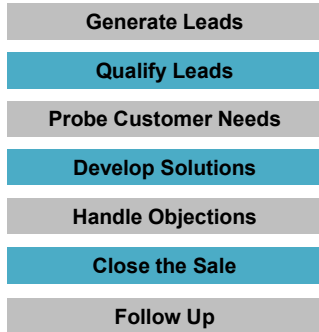 Generate Leads
Qualify Leads
Probe Customer Needs
Develop Solutions
Handle Objections
Close the Sale
Follow Up